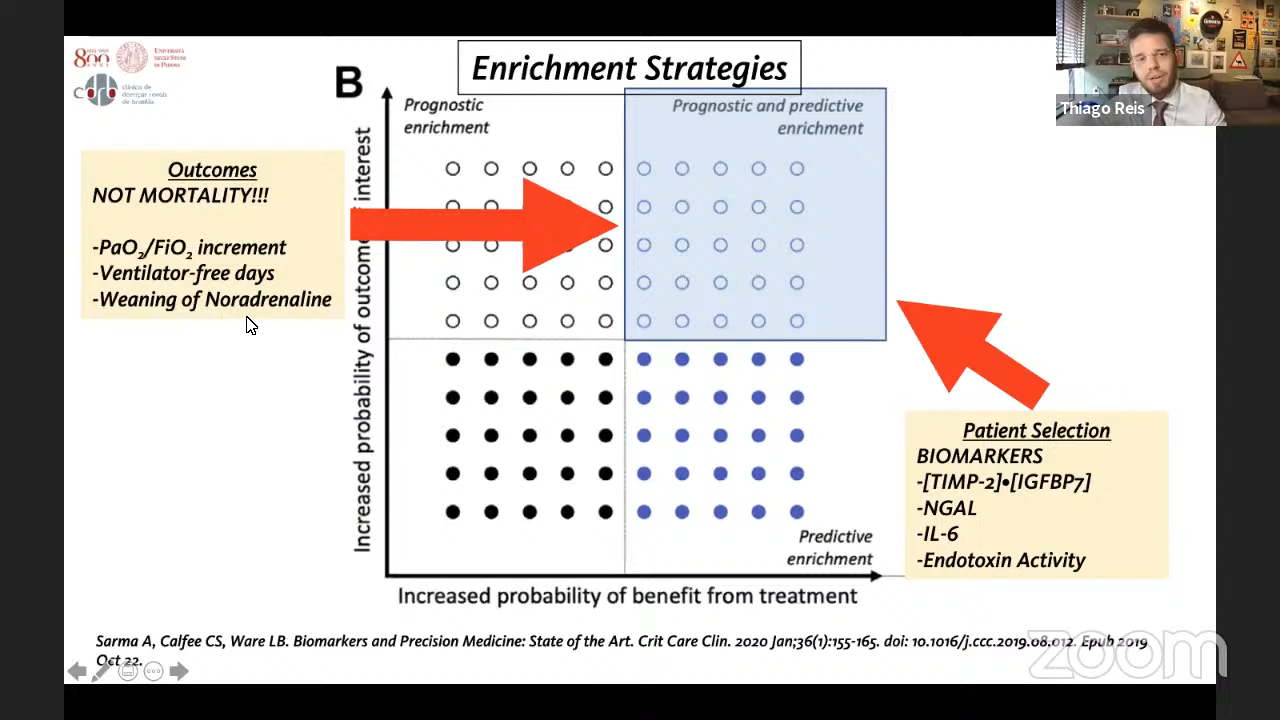 800
UNIVERSITÀ
DEGLI STUDI
DI PADOVA
clínica de
doenças renais
de brasília
Enrichment Strategies
B
Thiago Reis
Prognostic
enrichment
Prognostic and predictive
enrichment
Outcomes
NOT MORTALITY!!!
-PaO₂/FiO₂ increment
-Ventilator-free days
-Weaning of Noradrenaline
Increased probability of outcome interest
Patient Selection
BIOMARKERS
-[TIMP-2]•[IGFBP7]
-NGAL
-IL-6
-Endotoxin Activity
Predictive
enrichment
Increased probability of benefit from treatment
Sarma A, Calfee CS, Ware LB. Biomarkers and Precision Medicine: State of the Art. Crit Care Clin. 2020 Jan;36(1):155-165. doi: 10.1016/j.ccc.2019.08.012. Epub 2019
Oct 22.
zoom